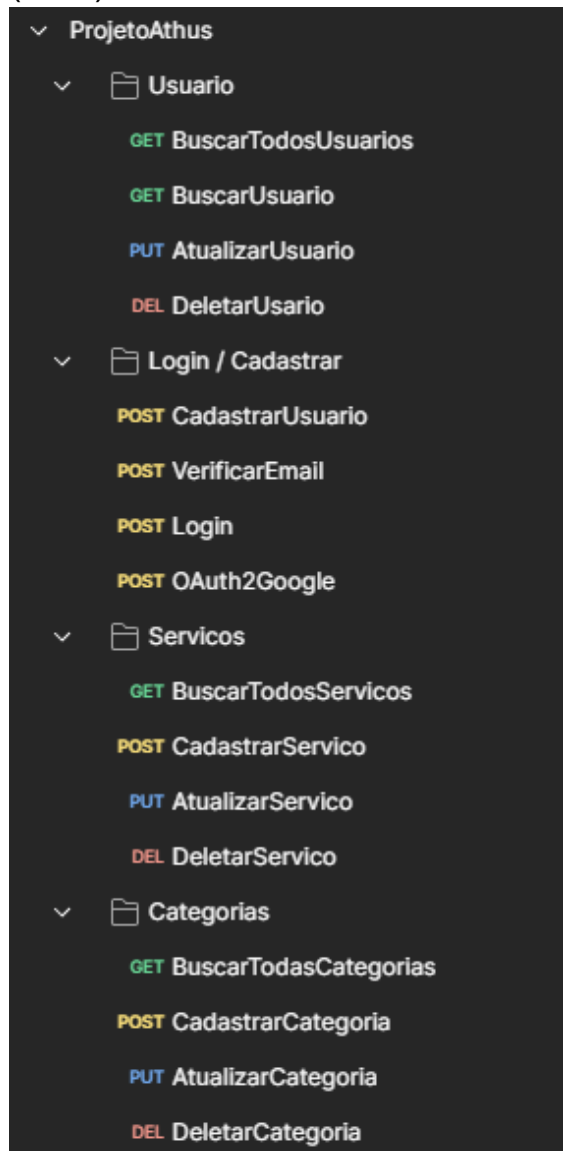 ProjetoAthus
Usuario
GET BuscarTodosUsuarios
GET BuscarUsuario
PUT AtualizarUsuario
DEL DeletarUsario
Login / Cadastrar
POST CadastrarUsuario
POST VerificarEmail
POST Login
POST OAuth2Google
Servicos
GET BuscarTodosServicos
POST CadastrarServico
PUT AtualizarServico
DEL DeletarServico
Categorias
GET BuscarTodasCategorias
POST CadastrarCategoria
PUT AtualizarCategoria
DEL DeletarCategoria